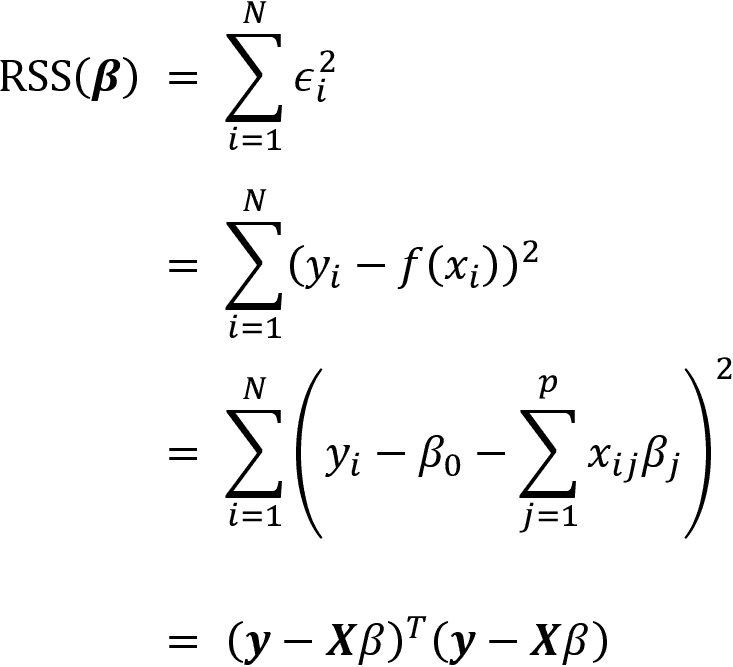 RSS(𝜷) = ∑_{i=1}^{N} ϵ_i^2
= ∑_{i=1}^{N} (y_i − f(x_i))^2
= ∑_{i=1}^{N} (y_i − β_0 − ∑_{j=1}^{p} x_{ij}β_j)^2
= (𝒚 − 𝑿β)^T(𝒚 − 𝑿β)